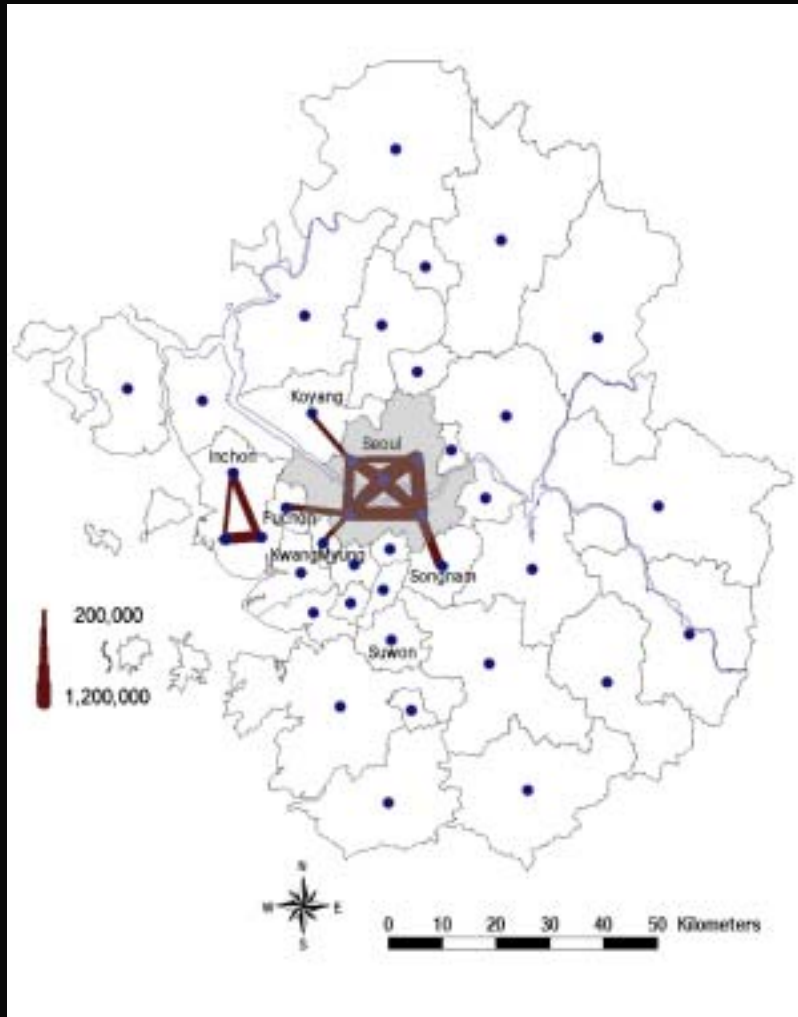 Koyang
Seoul
Inchon
Puchon
Kwangmyung
Songnam
Suwon
200,000
1,200,000
N
W E
S
0 10 20 30 40 50 Kilometers